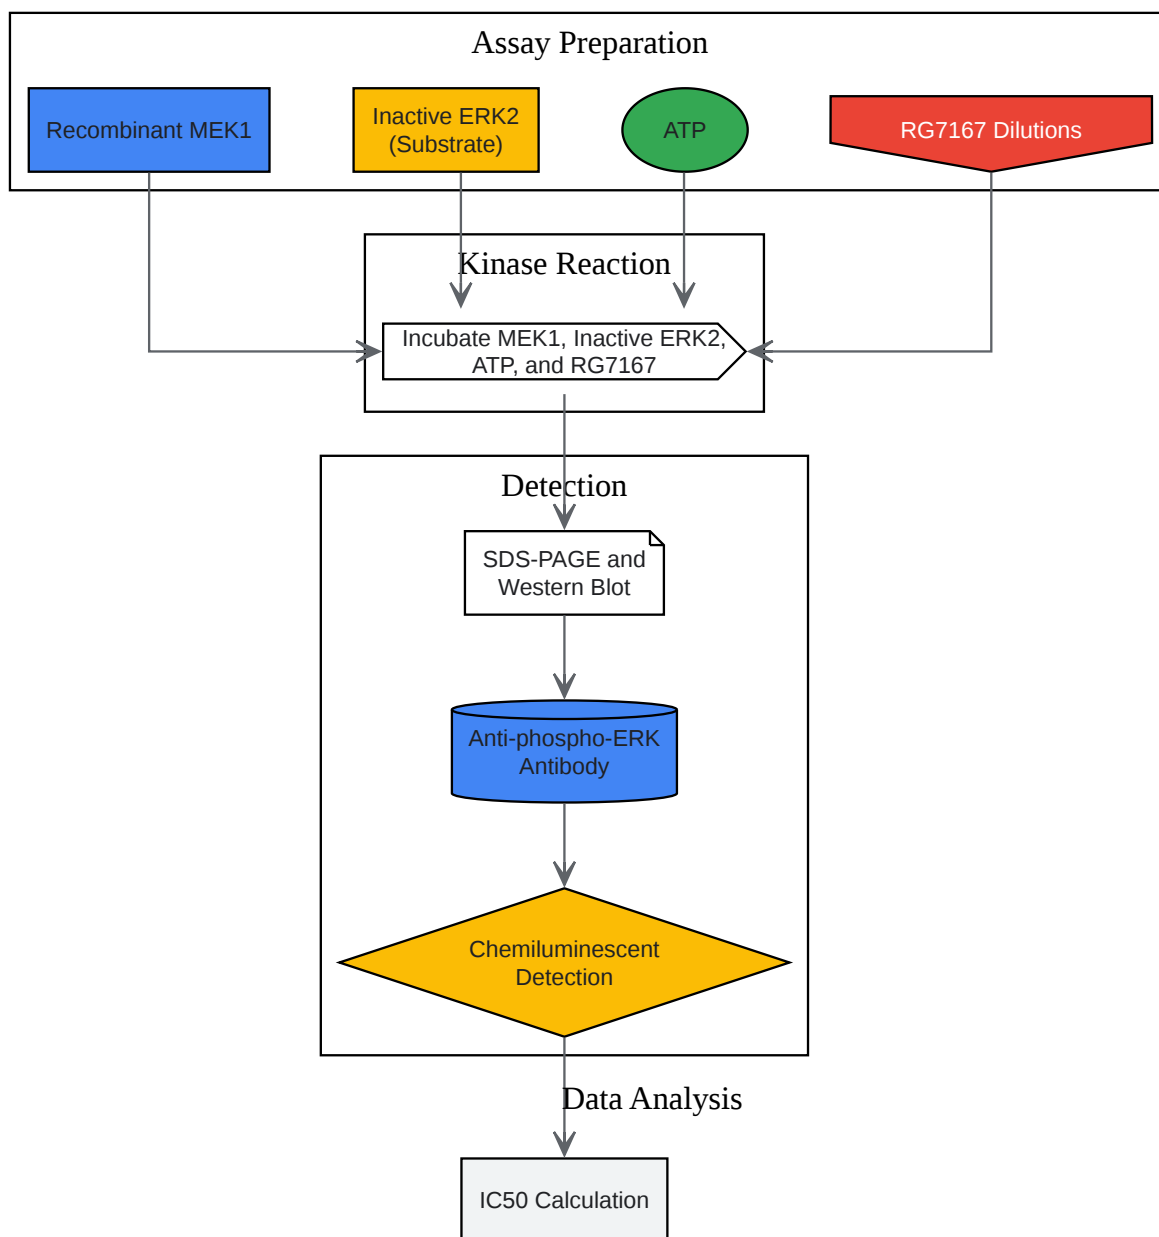 Assay Preparation
Recombinant MEK1
Inactive ERK2
(Substrate)
ATP
RG7167 Dilutions
Kinase Reaction
Incubate MEK1, Inactive ERK2,
ATP, and RG7167
Detection
SDS-PAGE and
Western Blot
Anti-phospho-ERK
Antibody
Chemiluminescent
Detection
Data Analysis
IC50 Calculation